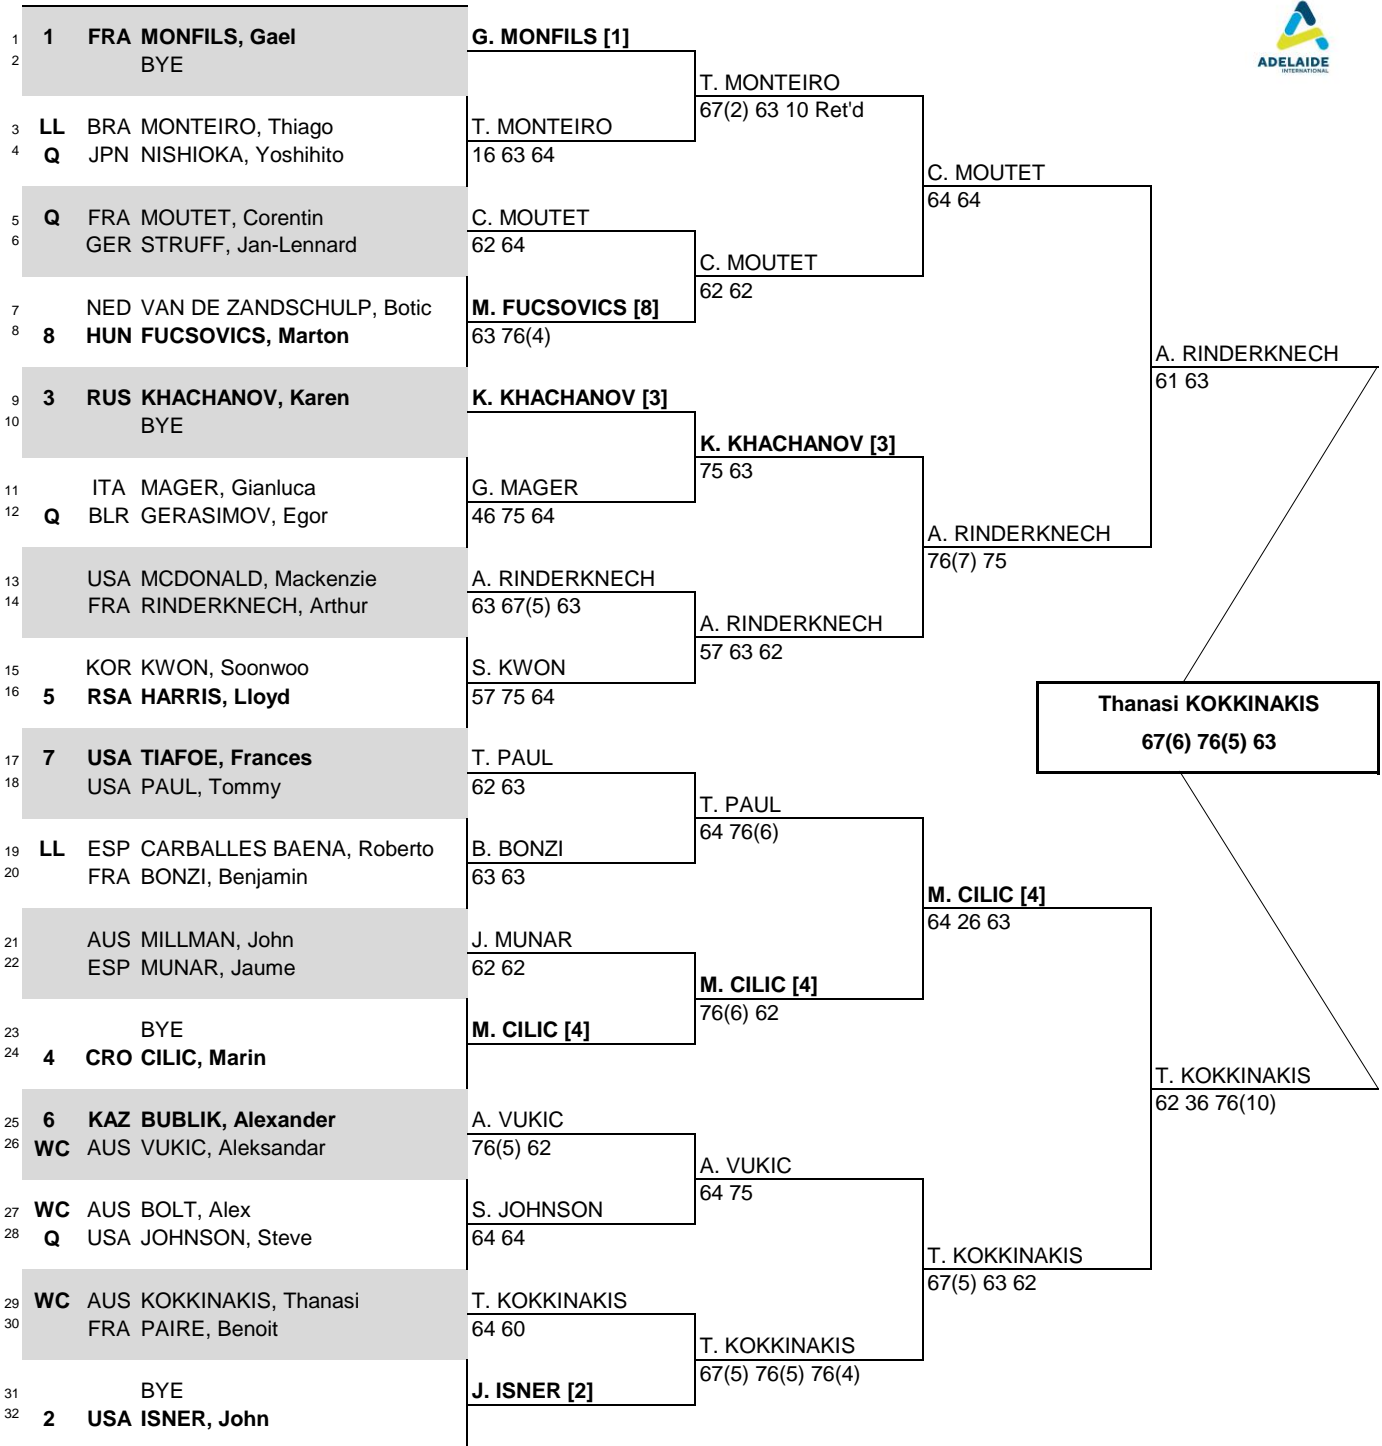 ADELAIDE
INTERNATIONAL
1 1 FRA MONFILS, Gael
2 BYE
3 LL BRA MONTEIRO, Thiago
4 Q JPN NISHIOKA, Yoshihito
5 Q FRA MOUTET, Corentin
6 GER STRUFF, Jan-Lennard
7 NED VAN DE ZANDSCHULP, Botic
8 8 HUN FUCSOVICS, Marton
9 3 RUS KHACHANOV, Karen
10 BYE
11 ITA MAGER, Gianluca
12 Q BLR GERASIMOV, Egor
13 USA MCDONALD, Mackenzie
14 FRA RINDERKNECH, Arthur
15 KOR KWON, Soonwoo
16 5 RSA HARRIS, Lloyd
17 7 USA TIAFOE, Frances
18 USA PAUL, Tommy
19 LL ESP CARBALLES BAENA, Roberto
20 FRA BONZI, Benjamin
21 AUS MILLMAN, John
22 ESP MUNAR, Jaume
23 BYE
24 4 CRO CILIC, Marin
25 6 KAZ BUBLIK, Alexander
26 WC AUS VUKIC, Aleksandar
27 WC AUS BOLT, Alex
28 Q USA JOHNSON, Steve
29 WC AUS KOKKINAKIS, Thanasi
30 FRA PAIRE, Benoit
31 BYE
32 2 USA ISNER, John
G. MONFILS [1]
T. MONTEIRO
16 63 64
C. MOUTET
62 64
M. FUCSOVICS [8]
63 76(4)
K. KHACHANOV [3]
G. MAGER
46 75 64
A. RINDERKNECH
63 67(5) 63
S. KWON
57 75 64
T. PAUL
62 63
B. BONZI
63 63
J. MUNAR
62 62
M. CILIC [4]
A. VUKIC
76(5) 62
S. JOHNSON
64 64
T. KOKKINAKIS
64 60
J. ISNER [2]
T. MONTEIRO
67(2) 63 10 Ret'd
C. MOUTET
62 62
K. KHACHANOV [3]
75 63
A. RINDERKNECH
57 63 62
T. PAUL
64 76(6)
M. CILIC [4]
76(6) 62
A. VUKIC
64 75
T. KOKKINAKIS
67(5) 76(5) 76(4)
C. MOUTET
64 64
A. RINDERKNECH
76(7) 75
M. CILIC [4]
64 26 63
T. KOKKINAKIS
67(5) 63 62
A. RINDERKNECH
61 63
T. KOKKINAKIS
62 36 76(10)
Thanasi KOKKINAKIS
67(6) 76(5) 63